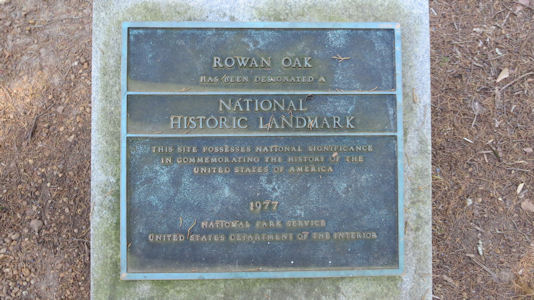 ROWAN OAK
HAS BEEN DESIGNATED A
NATIONAL
HISTORIC LANDMARK
THIS SITE POSSESSES NATIONAL SIGNIFICANCE
IN COMMEMORATING THE HISTORY OF THE
UNITED STATES OF AMERICA
1977
NATIONAL PARK SERVICE
UNITED STATES DEPARTMENT OF THE INTERIOR